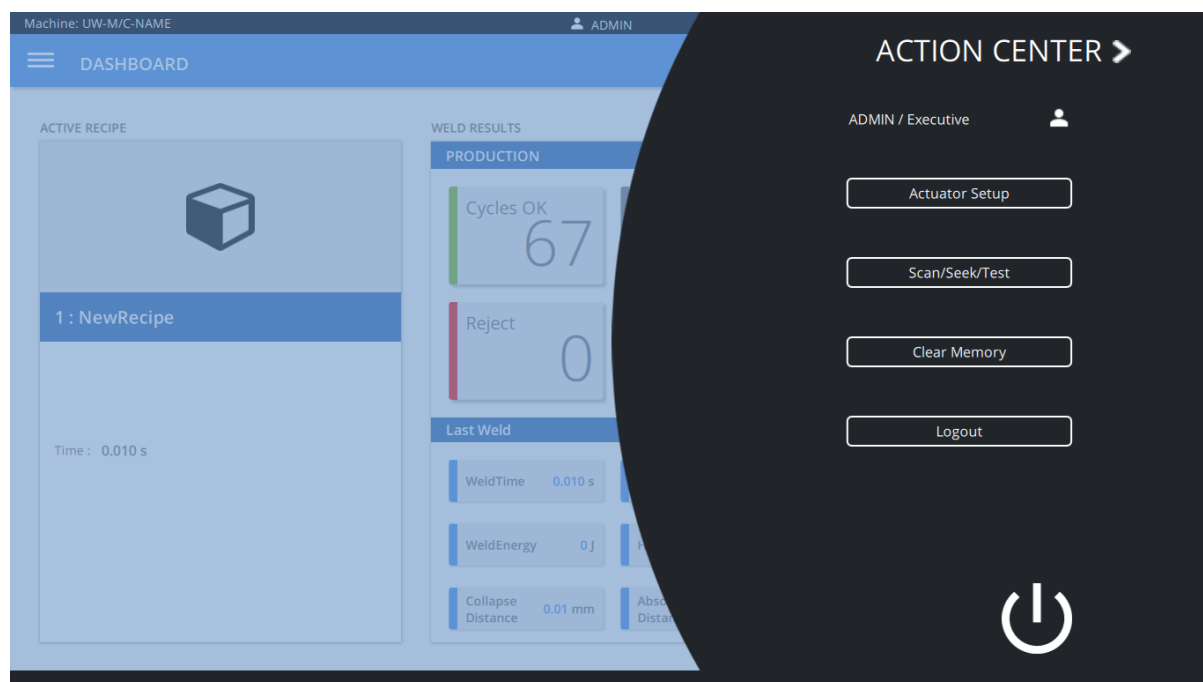 Machine: UW-M/C-NAME
ADMIN
DASHBOARD
ACTION CENTER
ADMIN / Executive
Actuator Setup
Scan/Seek/Test
Clear Memory
Logout
ACTIVE RECIPE
1 : NewRecipe
Time : 0.010 s
WELD RESULTS
PRODUCTION
Cycles OK
67
Reject
0
Last Weld
WeldTime 0.010 s
WeldEnergy 0 J
Collapse
Distance 0.01 mm